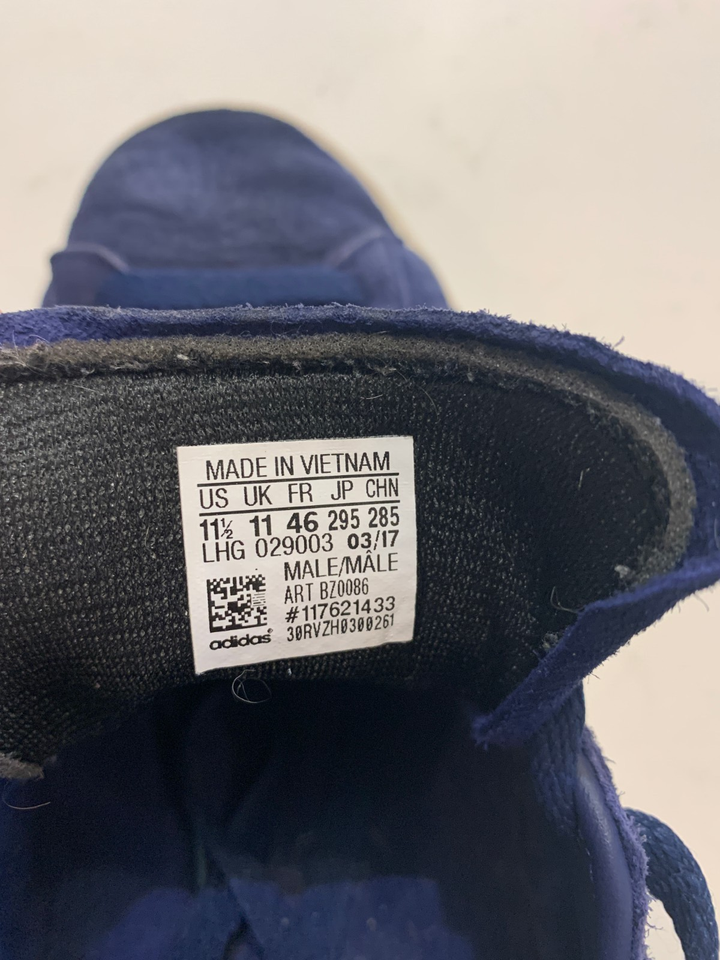 MADE IN VIETNAM
US UK FR JP CHN
11½ 11 46 295 285
LHG 029003 03/17
MALE/MÂLE
ART BZ0086
#117621433
adidas® 30RVZH0300261